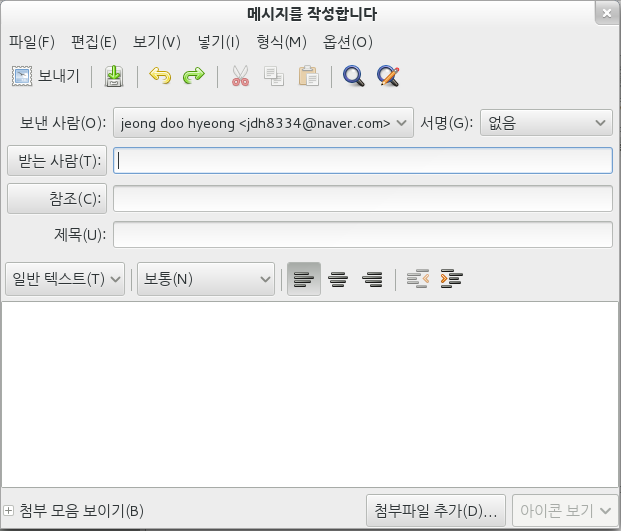 메시지를 작성합니다
파일(F) 편집(E) 보기(V) 넣기(I) 형식(M) 옵션(O)
보내기
보낸 사람(O): jeong doo hyeong <jdh8334@naver.com> 서명(G): 없음
받는 사람(T):
참조(C):
제목(U):
일반 텍스트(T) 보통(N)
첨부 모음 보이기(B) 첨부파일 추가(D)... 아이콘 보기